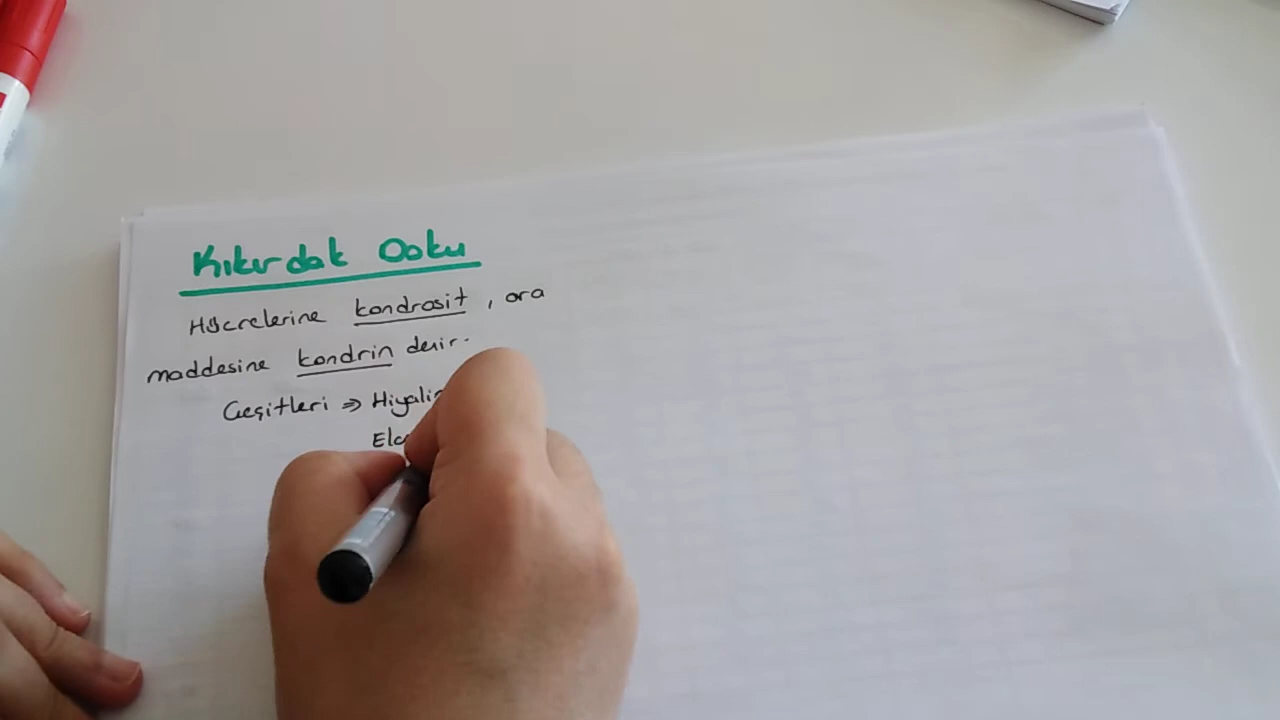 Kıkırdak Doku
Hücrelerine kondrosit, ara
maddesine kondrin denir.
Çeşitleri ⇒ Hiyalin